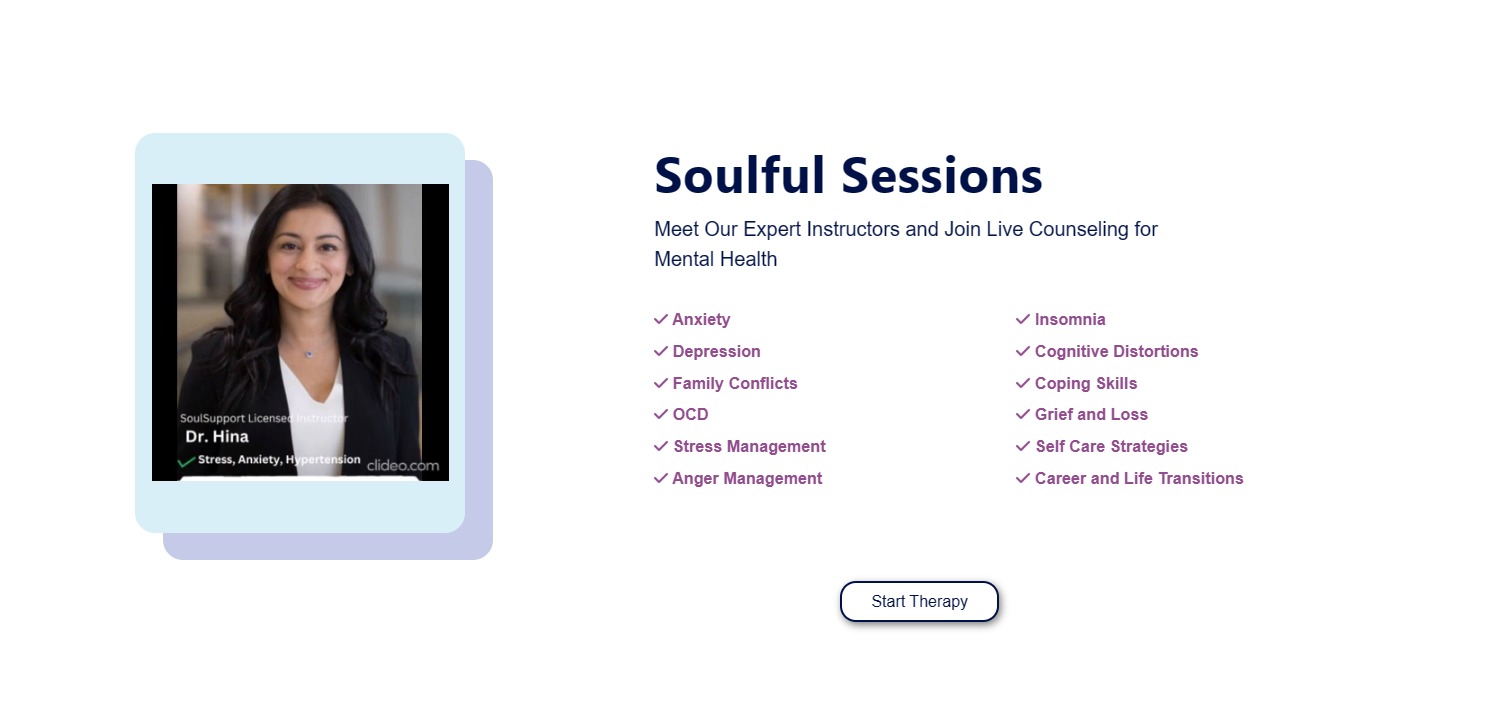 Soulful Sessions
Meet Our Expert Instructors and Join Live Counseling for
Mental Health
Anxiety
Depression
Family Conflicts
OCD
Stress Management
Anger Management
Insomnia
Cognitive Distortions
Coping Skills
Grief and Loss
Self Care Strategies
Career and Life Transitions
Start Therapy
SoulSupport Licensed Instructor
Dr. Hina
Stress, Anxiety, Hypertension
clideo.com